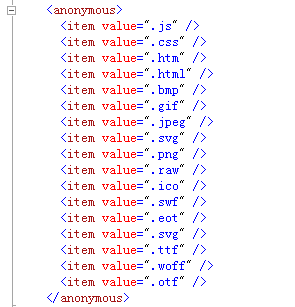 <anonymous>
<item value=".js" />
<item value=".css" />
<item value=".htm" />
<item value=".html" />
<item value=".bmp" />
<item value=".gif" />
<item value=".jpeg" />
<item value=".svg" />
<item value=".png" />
<item value=".raw" />
<item value=".ico" />
<item value=".swf" />
<item value=".eot" />
<item value=".svg" />
<item value=".ttf" />
<item value=".woff" />
<item value=".otf" />
</anonymous>